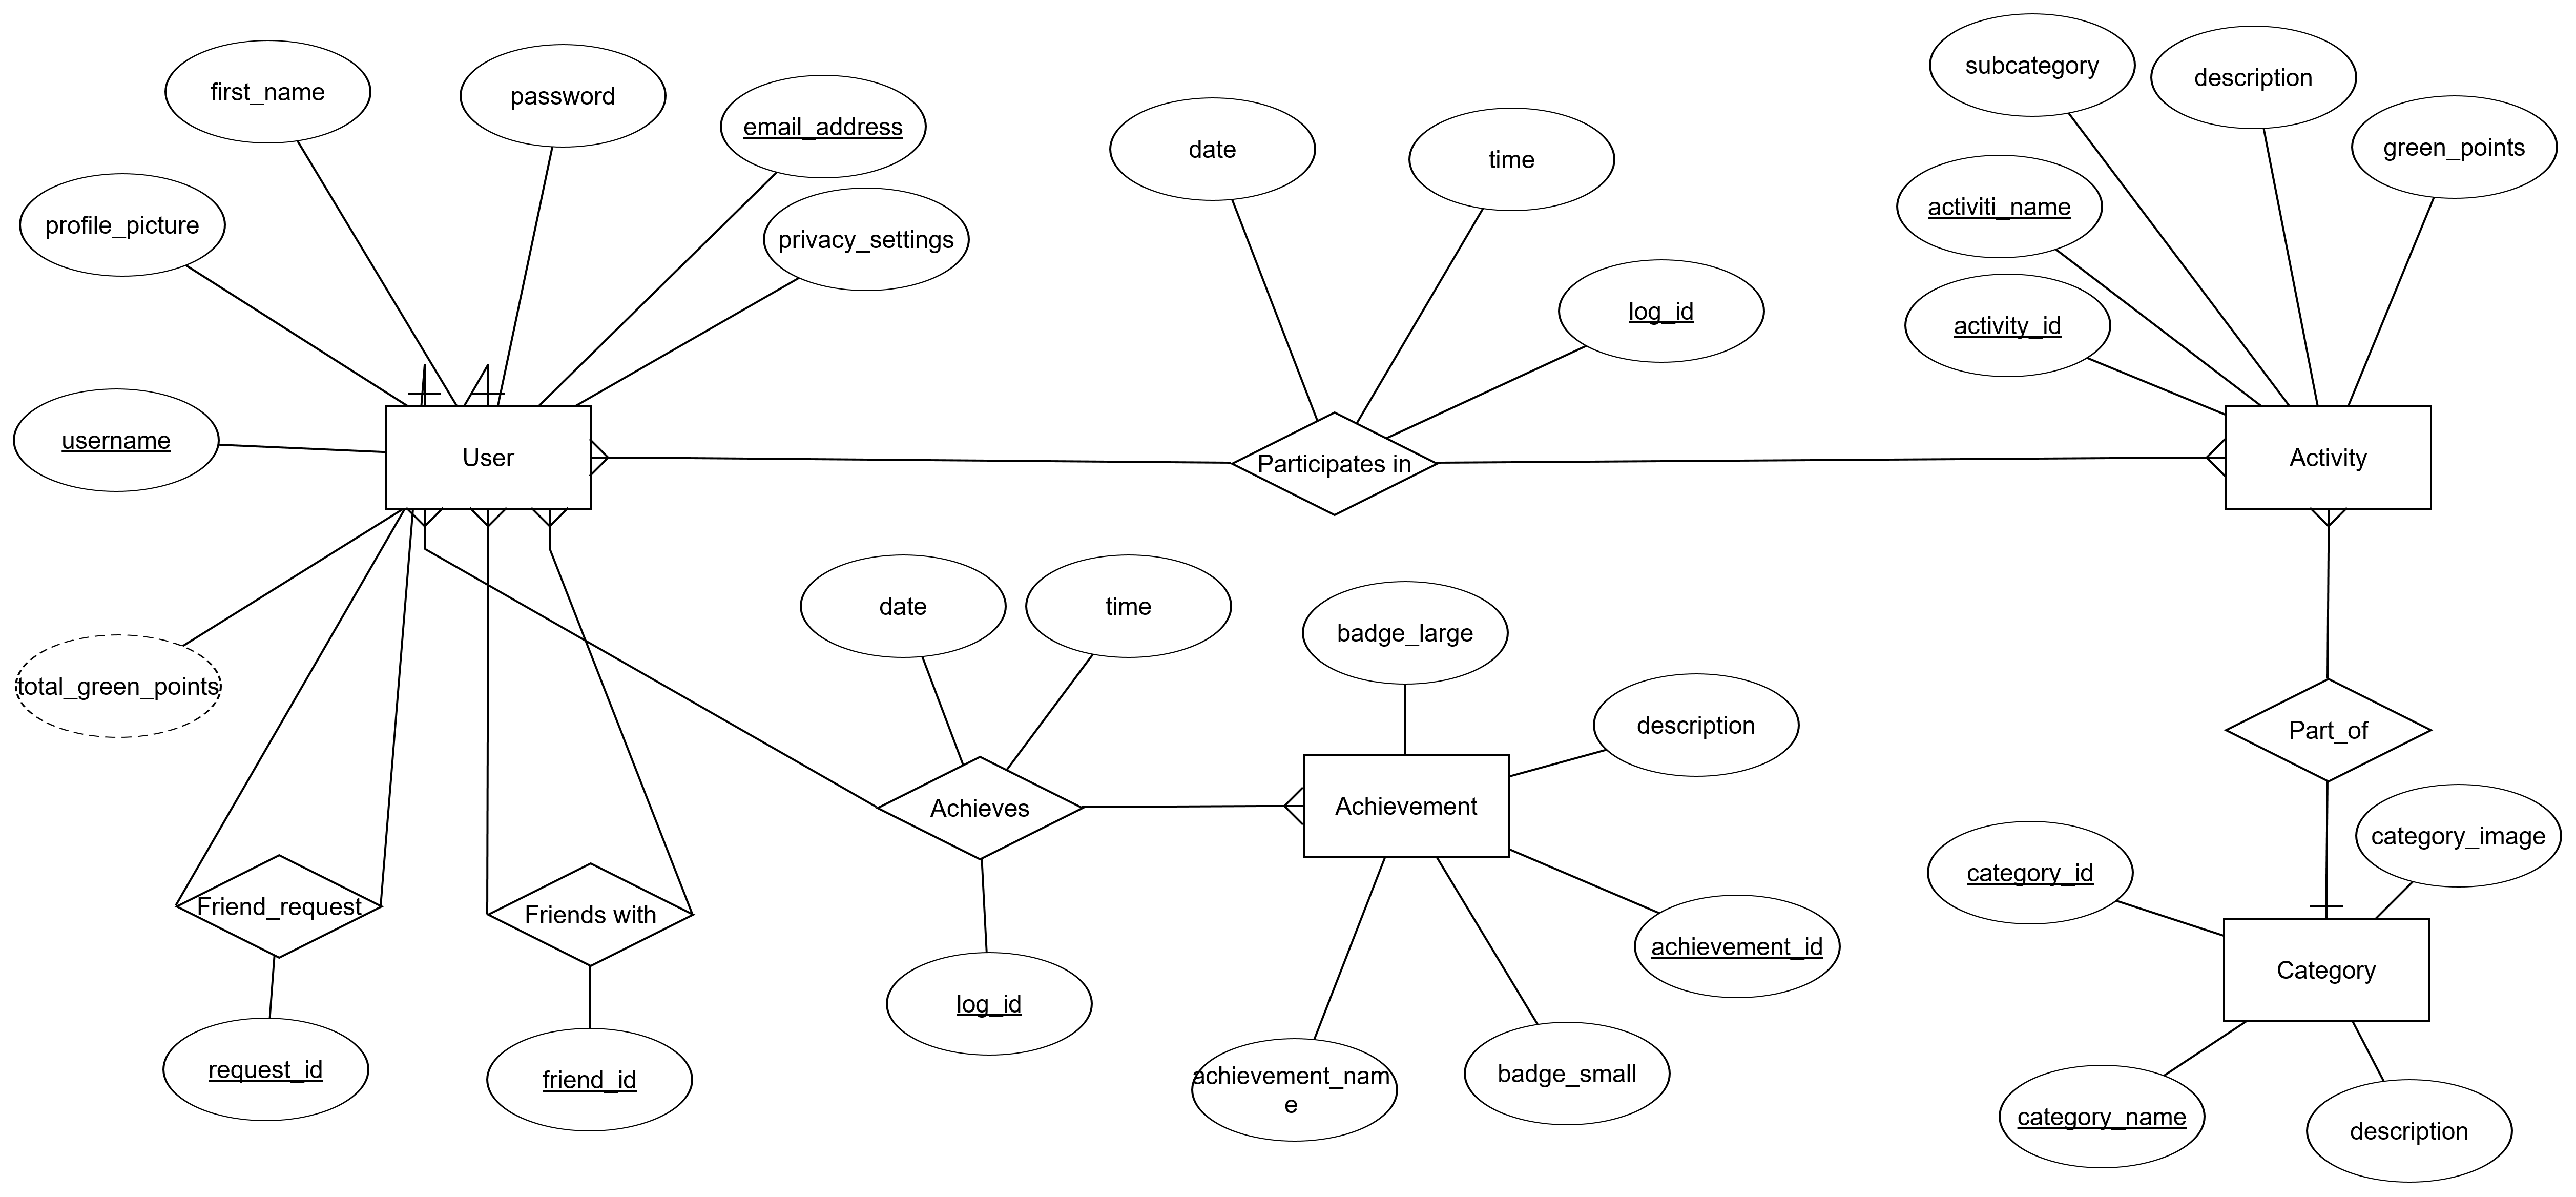 subcategory
description
first_name
password
email_address
green_points
date
time
activiti_name
profile_picture
privacy_settings
log_id
activity_id
username
User
Participates in
Activity
date
time
badge_large
total_green_points
description
Part_of
Achieves
Achievement
category_image
category_id
Friend_request
Friends with
achievement_id
Category
log_id
request_id
friend_id
achievement_nam
e
badge_small
category_name
description